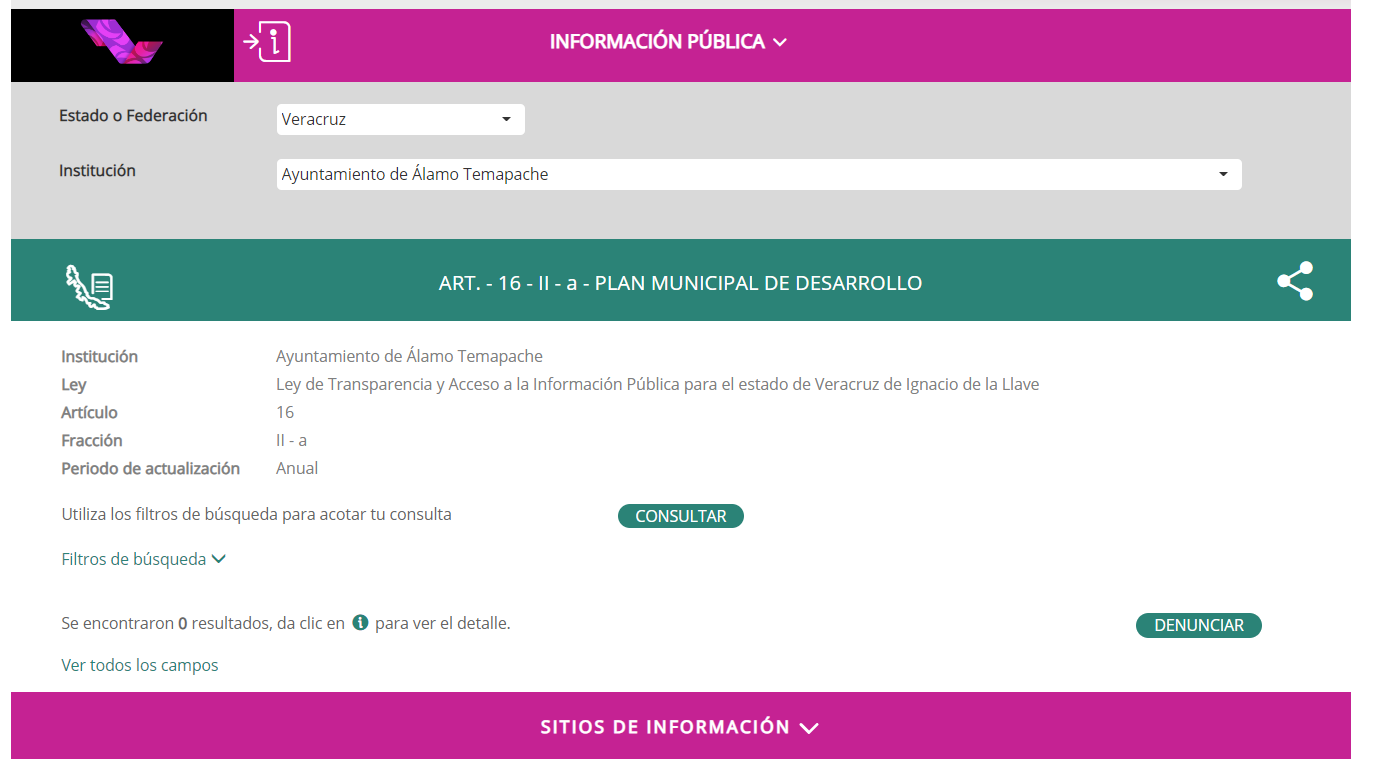 INFORMACIÓN PÚBLICA
Estado o Federación Veracruz
Institución Ayuntamiento de Álamo Temapache
ART. - 16 - II - a - PLAN MUNICIPAL DE DESARROLLO
Institución Ayuntamiento de Álamo Temapache
Ley Ley de Transparencia y Acceso a la Información Pública para el estado de Veracruz de Ignacio de la Llave
Artículo 16
Fracción II - a
Periodo de actualización Anual
Utiliza los filtros de búsqueda para acotar tu consulta CONSULTAR
Filtros de búsqueda
Se encontraron 0 resultados, da clic en i para ver el detalle. DENUNCIAR
Ver todos los campos
SITIOS DE INFORMACIÓN